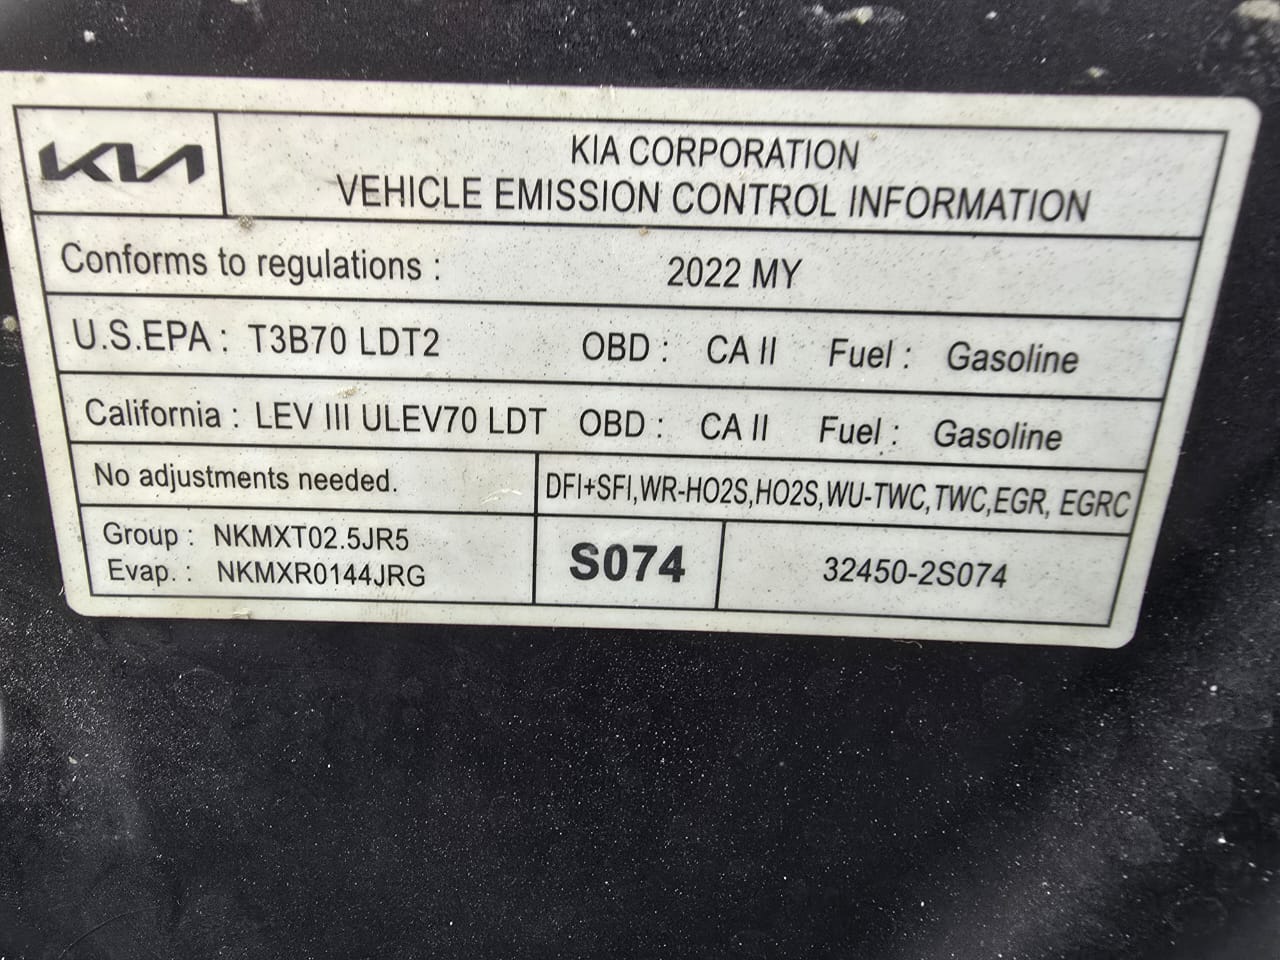 KIA
KIA CORPORATION
VEHICLE EMISSION CONTROL INFORMATION
Conforms to regulations : 2022 MY
U.S.EPA : T3B70 LDT2 OBD : CA II Fuel : Gasoline
California : LEV III ULEV70 LDT OBD : CA II Fuel : Gasoline
No adjustments needed. DFI+SFI,WR-HO2S,HO2S,WU-TWC,TWC,EGR, EGRC
Group : NKMXT02.5JR5
Evap. : NKMXR0144JRG
S074
32450-2S074